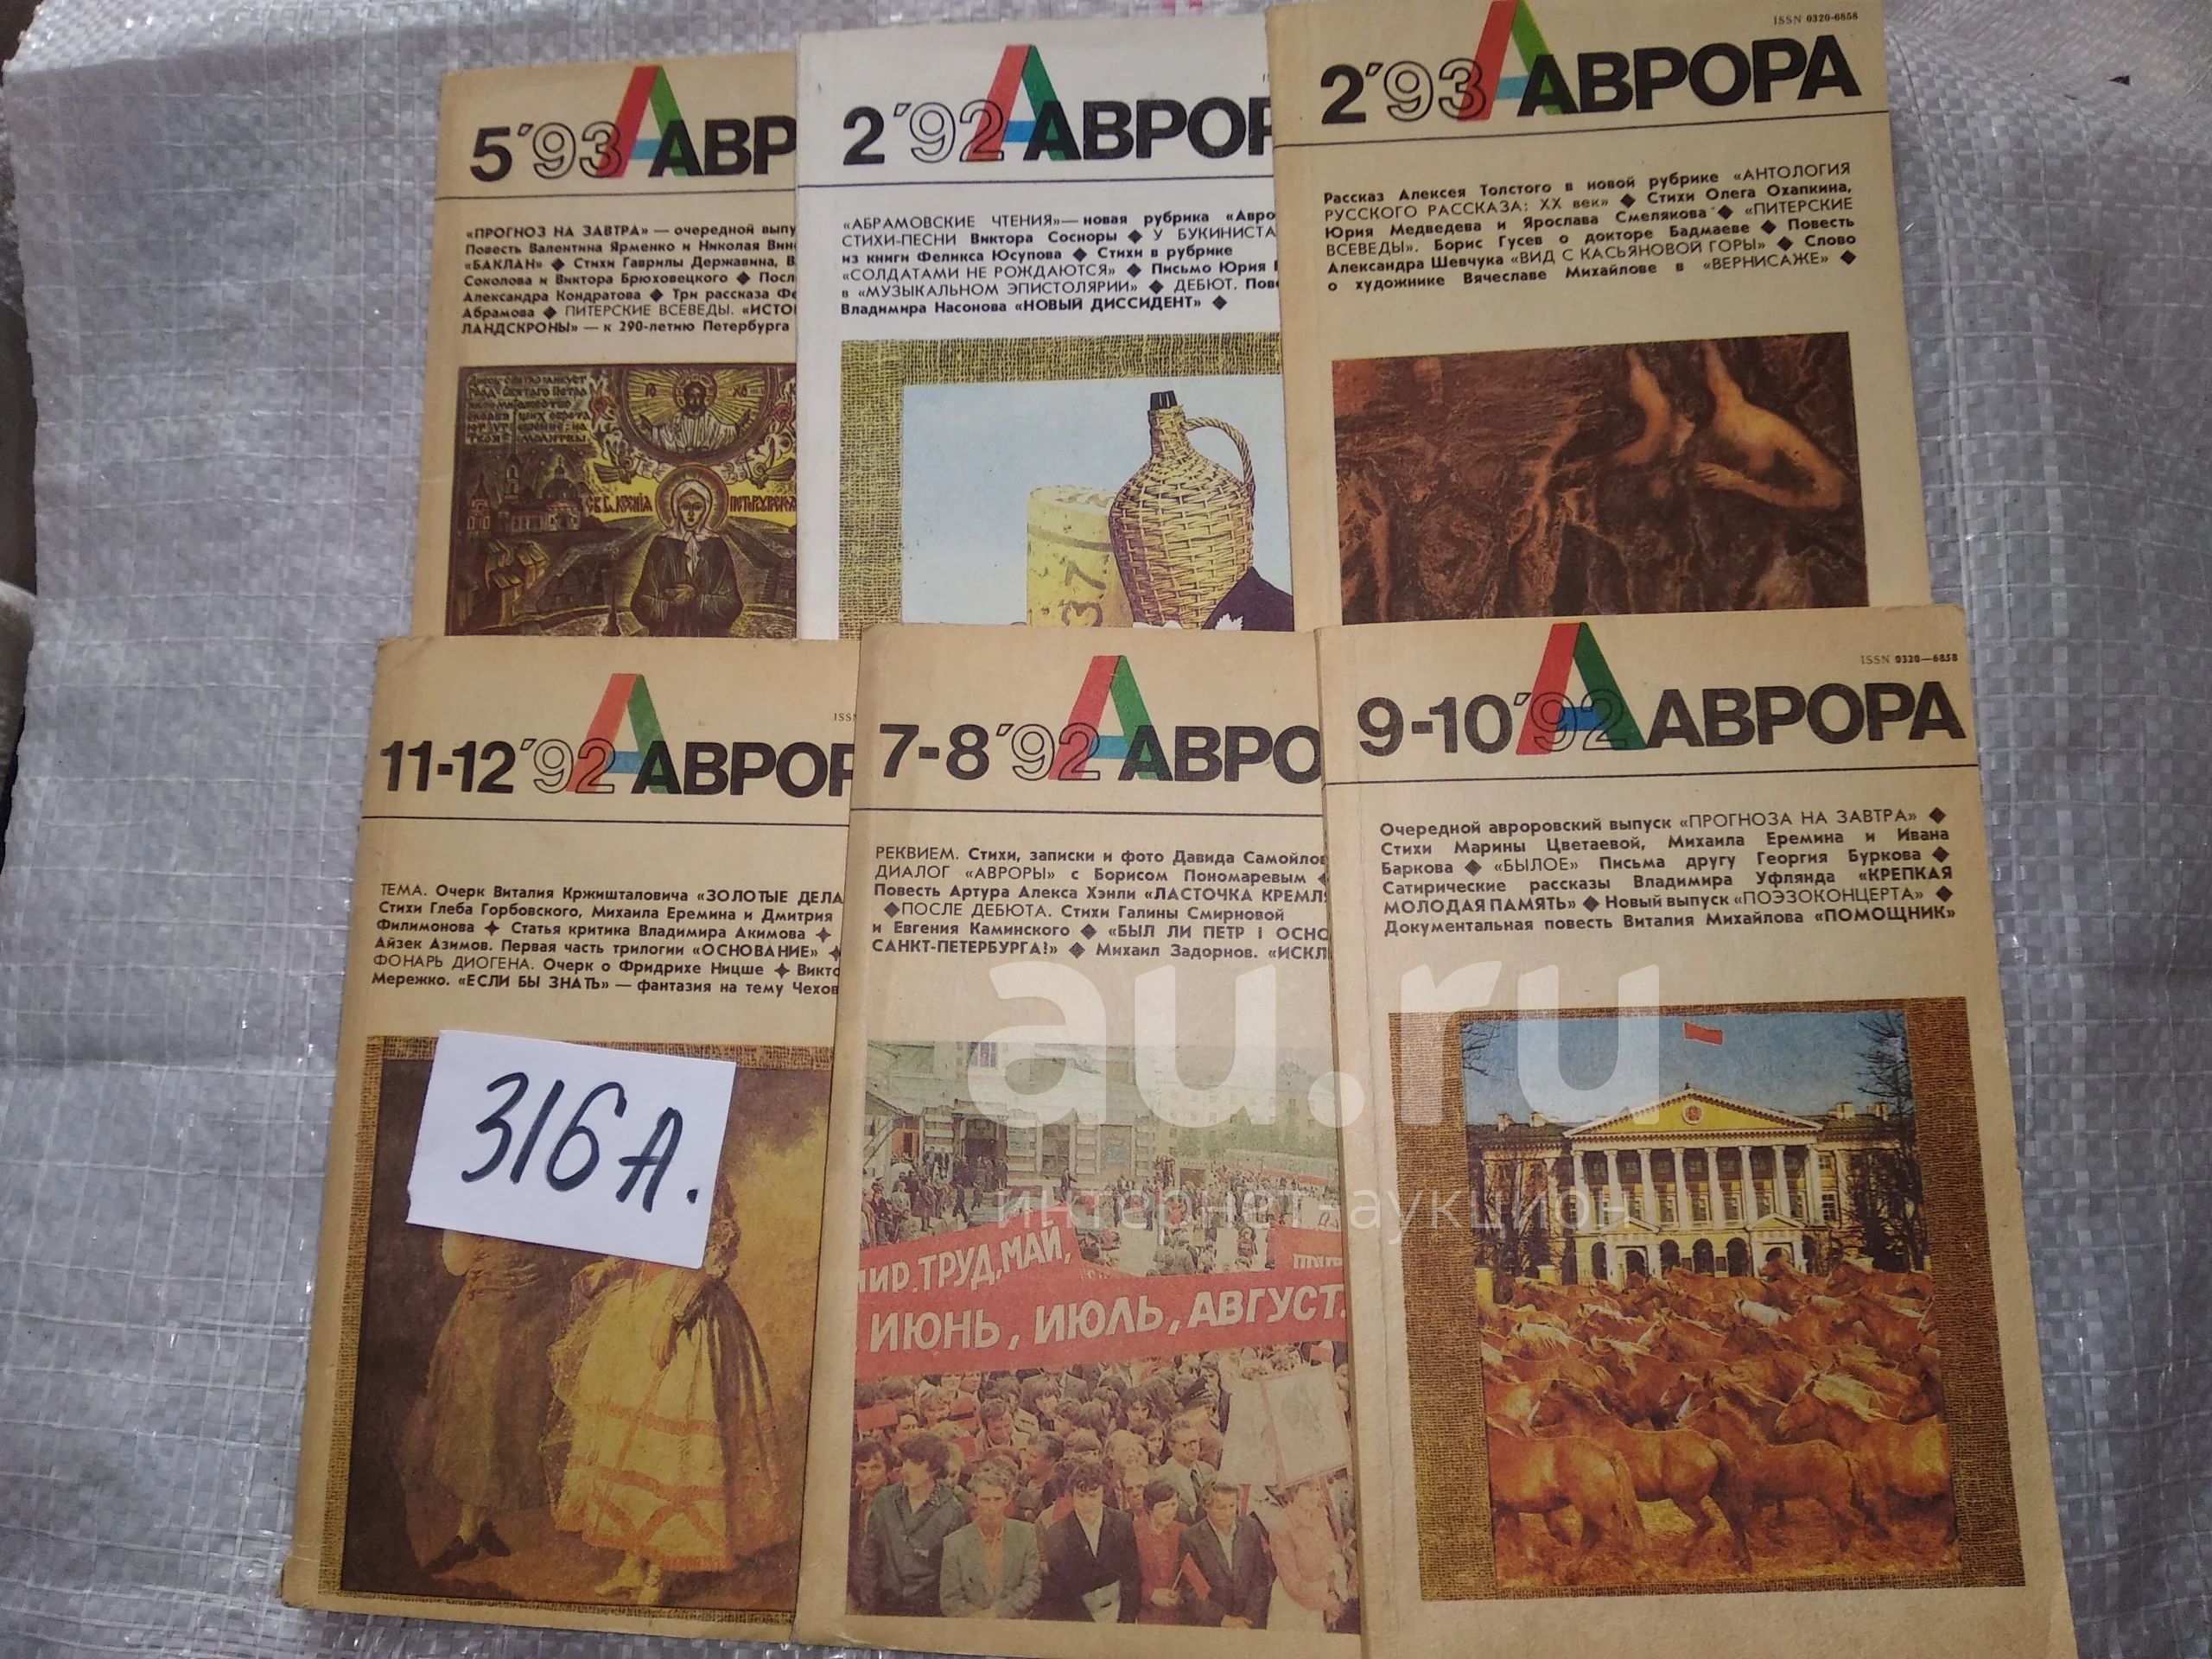 5'93 АВР
«ПРОГНОЗ НА ЗАВТРА» — очередной выпу
Повесть Валентина Ярменко и Николая Вин
«БАКЛАН» ◆ Стихи Гаврилы Державина, В
Соколова и Виктора Брюховецкого ◆ Посл
Александра Кондратова ◆ Три рассказа Фе
Абрамова ◆ ПИТЕРСКИЕ ВСЕВЕДЫ. «ИСТО
ЛАНДСКРОНЫ» — к 290-летию Петербурга
2'92 АВРОР
«АБРАМОВСКИЕ ЧТЕНИЯ»— новая рубрика «Авро
СТИХИ-ПЕСНИ Виктора Сосноры ◆ У БУКИНИСТА
из книги Феликса Юсупова ◆ Стихи в рубрике
«СОЛДАТАМИ НЕ РОЖДАЮТСЯ» ◆ Письмо Юрия
в «МУЗЫКАЛЬНОМ ЭПИСТОЛЯРИИ» ◆ ДЕБЮТ. Пов
Владимира Насонова «НОВЫЙ ДИССИДЕНТ» ◆
37
ISSN 0320-6858
2'93 АВРОРА
Рассказ Алексея Толстого в новой рубрике «АНТОЛОГИЯ
РУССКОГО РАССКАЗА: XX век» ◆ Стихи Олега Охапкина,
Юрия Медведева и Ярослава Смелякова ◆ «ПИТЕРСКИЕ
ВСЕВЕДЫ». Борис Гусев о докторе Бадмаеве ◆ Повесть
Александра Шевчука «ВИД С КАСЬЯНОВОЙ ГОРЫ» ◆ Слово
о художнике Вячеславе Михайлове в «ВЕРНИСАЖЕ» ◆
ISSN
11-12'92 АВРОР
ТЕМА. Очерк Виталия Кржишталовича «ЗОЛОТЫЕ ДЕЛА
Стихи Глеба Горбовского, Михаила Еремина и Дмитрия
Филимонова ✦ Статья критика Владимира Акимова ✦
Айзек Азимов. Первая часть трилогии «ОСНОВАНИЕ» ✦
ФОНАРЬ ДИОГЕНА. Очерк о Фридрихе Ницше ✦ Викто
Мережко. «ЕСЛИ БЫ ЗНАТЬ» — фантазия на тему Чехов
316А.
7-8'92 АВРО
РЕКВИЕМ. Стихи, записки и фото Давида Самойлов
ДИАЛОГ «АВРОРЫ» с Борисом Пономаревым ◆
Повесть Артура Алекса Хэнли «ЛАСТОЧКА КРЕМЛ
◆ПОСЛЕ ДЕБЮТА. Стихи Галины Смирновой
и Евгения Каминского ◆ «БЫЛ ЛИ ПЕТР I ОСНО
САНКТ-ПЕТЕРБУРГА!» ◆ Михаил Задорнов. «ИСКЛ
МИР, ТРУД, МАЙ,
ИЮНЬ, ИЮЛЬ, АВГУСТ.
ISSN 0320—6858
9-10'92 АВРОРА
Очередной авроровский выпуск «ПРОГНОЗА НА ЗАВТРА» ◆
Стихи Марины Цветаевой, Михаила Еремина и Ивана
Баркова ◆ «БЫЛОЕ» Письма другу Георгия Буркова ◆
Сатирические рассказы Владимира Уфлянда «КРЕПКАЯ
МОЛОДАЯ ПАМЯТЬ» ◆ Новый выпуск «ПОЭЗОКОНЦЕРТА» ◆
Документальная повесть Виталия Михайлова «ПОМОЩНИК»
au.ru
интернет-аукцион